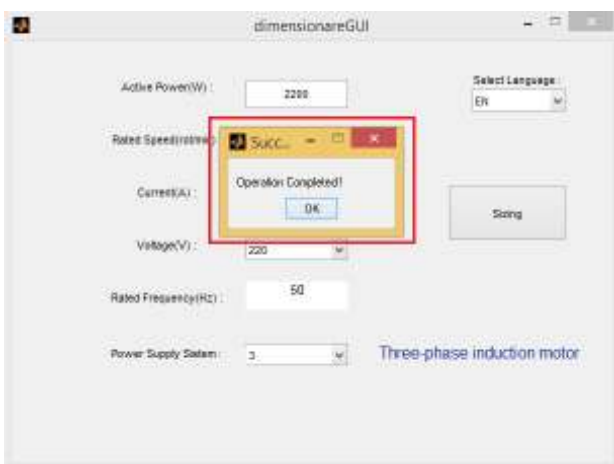 dimensionareGUI
Active Power(W) :
2200
Select Language :
EN
Rated Speed(rot/min)
Succ...
Operation Completed!
OK
Current(A) :
Sizing
Voltage(V) :
220
Rated Frequency(Hz) :
50
Power Supply Sistem :
3
Three-phase induction motor